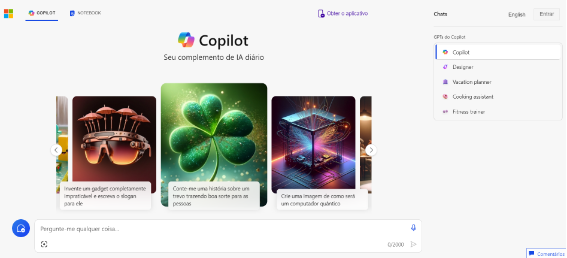 COPILOT
NOTEBOOK
Obter o aplicativo
Chats
English
Entrar
Copilot
Seu complemento de IA diário
GPTs do Copilot
Copilot
Designer
Vacation planner
Cooking assistant
Fitness trainer
Invente um gadget completamente
impraticável e escreva o slogan
para ele
Conte-me uma história sobre um
trevo trazendo boa sorte para as
pessoas
Crie uma imagem de como será
um computador quântico
Pergunte-me qualquer coisa...
0/2000
Comentários